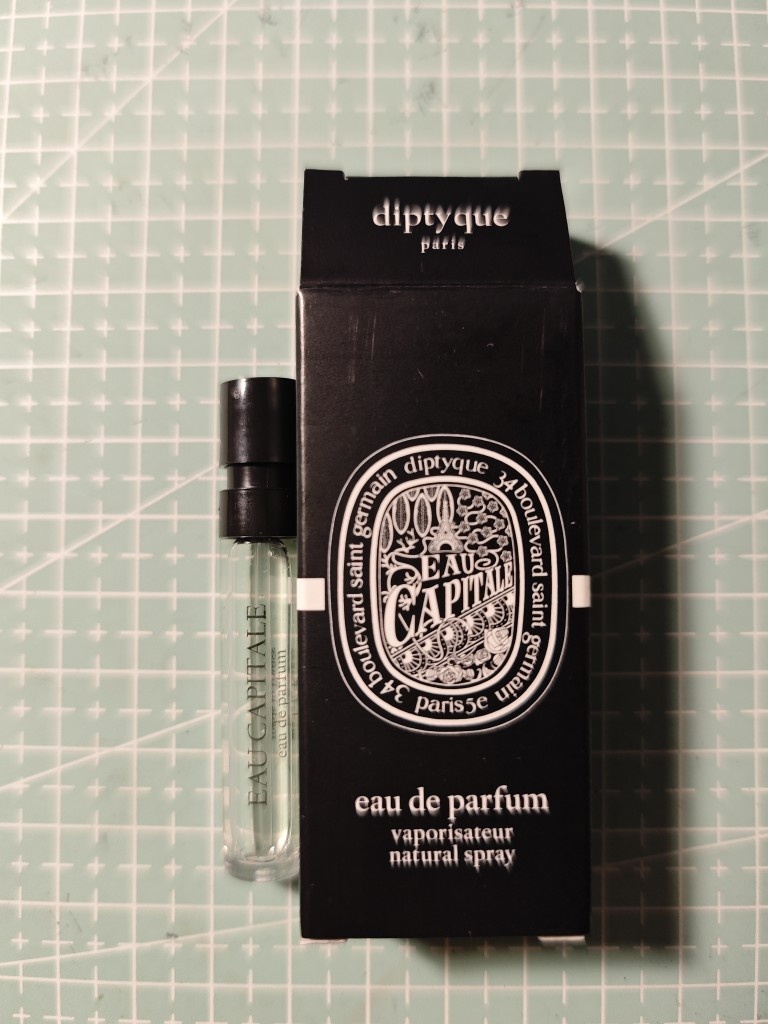 diptyque
paris
diptyque 34 boulevard saint germain paris 5e 34 boulevard saint germain
EAU
CAPITALE
eau de parfum
vaporisateur
natural spray
EAU CAPITALE
eau de parfum